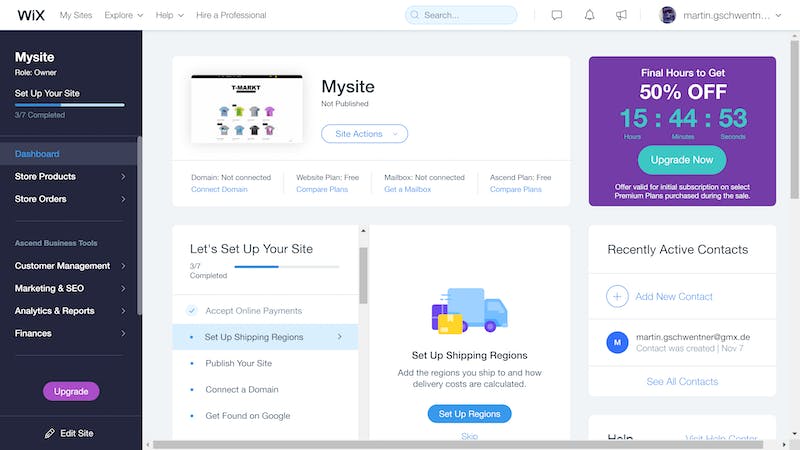 WiX My Sites Explore Help Hire a Professional Search... martin.gschwentn...
Mysite
Role: Owner
Set Up Your Site
3/7 Completed
Dashboard
Store Products
Store Orders
Ascend Business Tools
Customer Management
Marketing & SEO
Analytics & Reports
Finances
Upgrade
Edit Site
T-MARKT
Mysite
Not Published
Site Actions
Domain: Not connected
Connect Domain
Website Plan: Free
Compare Plans
Mailbox: Not connected
Get a Mailbox
Ascend Plan: Free
Compare Plans
Final Hours to Get
50% OFF
15 : 44 : 53
Hours Minutes Seconds
Upgrade Now
Offer valid for initial subscription on select
Premium Plans purchased during the sale.
Let's Set Up Your Site
3/7
Completed
Accept Online Payments
Set Up Shipping Regions
Publish Your Site
Connect a Domain
Get Found on Google
Set Up Shipping Regions
Add the regions you ship to and how
delivery costs are calculated.
Set Up Regions
Skip
Recently Active Contacts
Add New Contact
M
martin.gschwentner@gmx.de
Contact was created | Nov 7
See All Contacts
Help
Visit Help Center